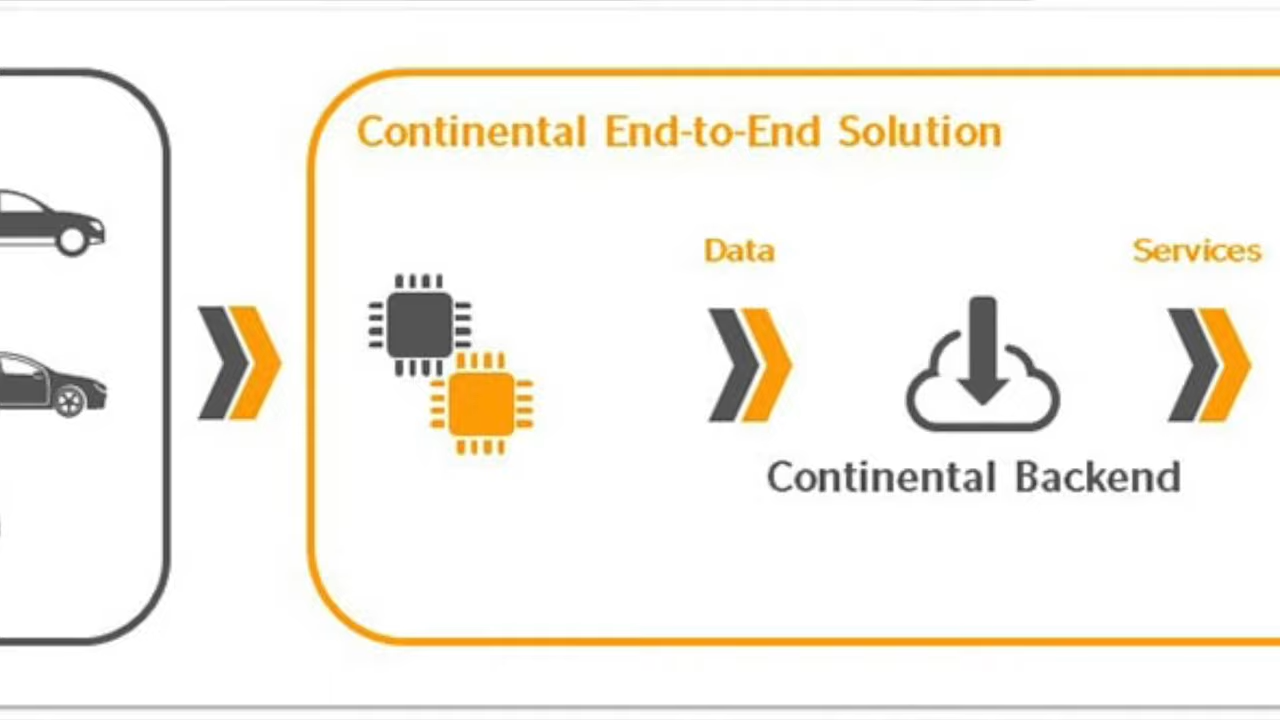 Continental End-to-End Solution
Data
Services
Continental Backend